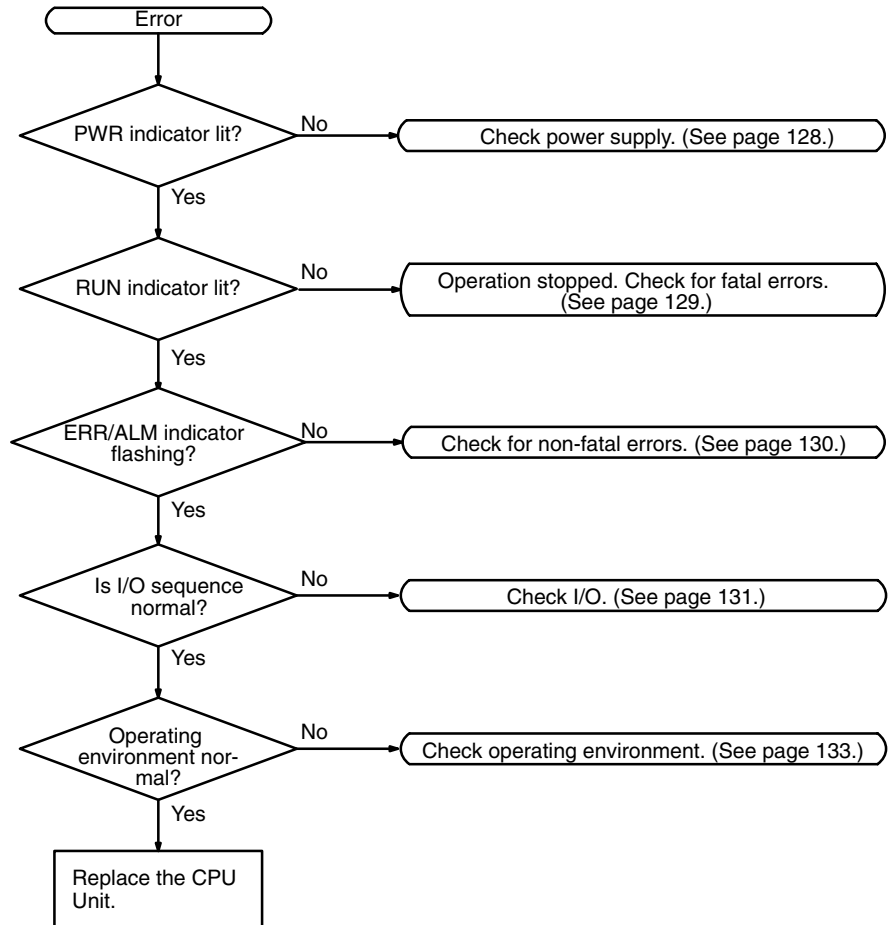 Error
PWR indicator lit?
No
Check power supply. (See page 128.)
Yes
RUN indicator lit?
No
Operation stopped. Check for fatal errors.
(See page 129.)
Yes
ERR/ALM indicator
flashing?
No
Check for non-fatal errors. (See page 130.)
Yes
Is I/O sequence
normal?
No
Check I/O. (See page 131.)
Yes
Operating
environment nor-
mal?
No
Check operating environment. (See page 133.)
Yes
Replace the CPU
Unit.